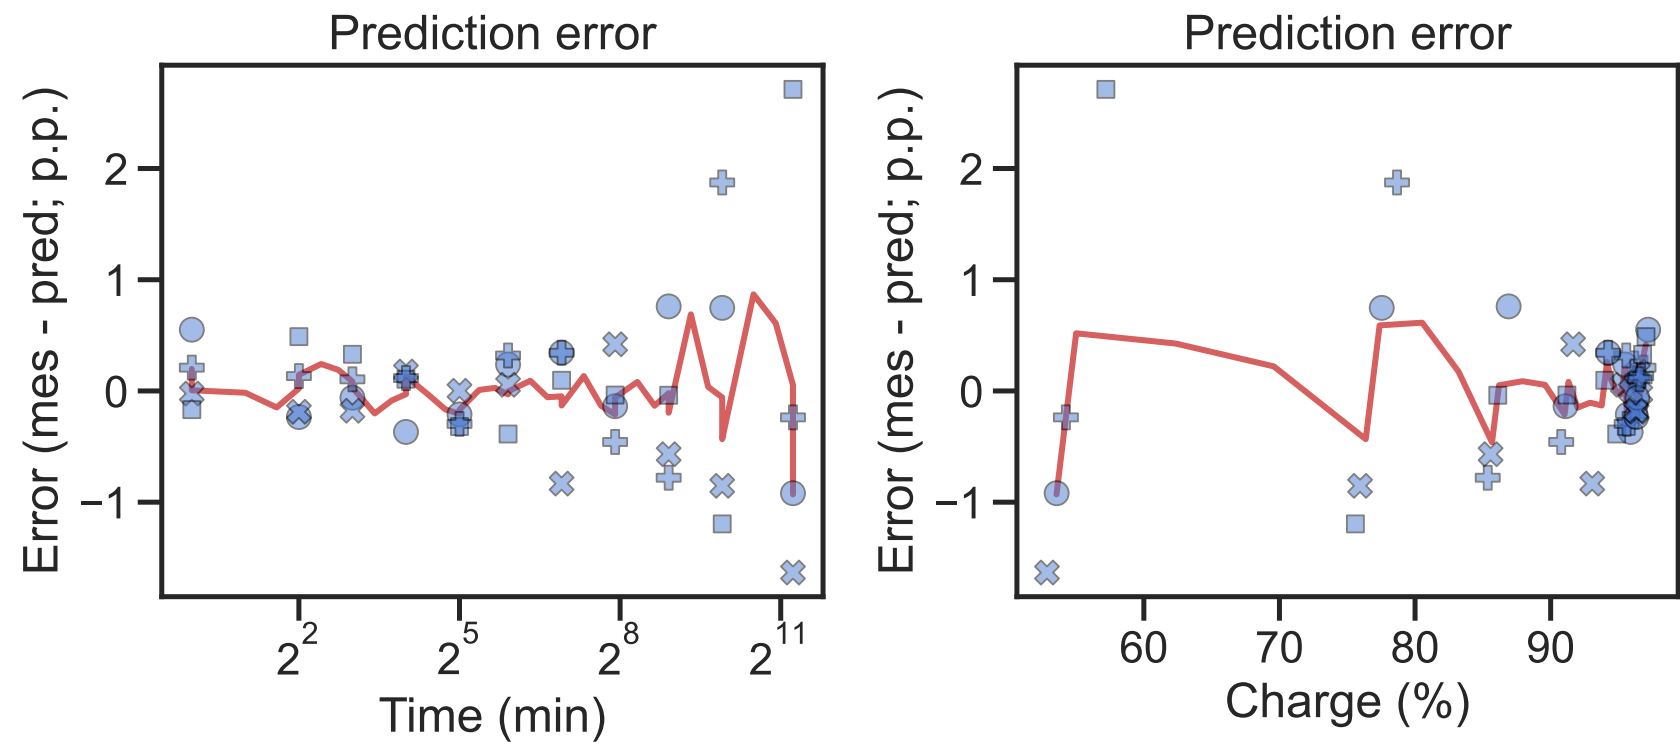 Prediction error
Error (mes - pred; p.p.)
2
1
0
−1
2^2
2^5
2^8
2^11
Time (min)
Prediction error
Error (mes - pred; p.p.)
2
1
0
−1
60
70
80
90
Charge (%)